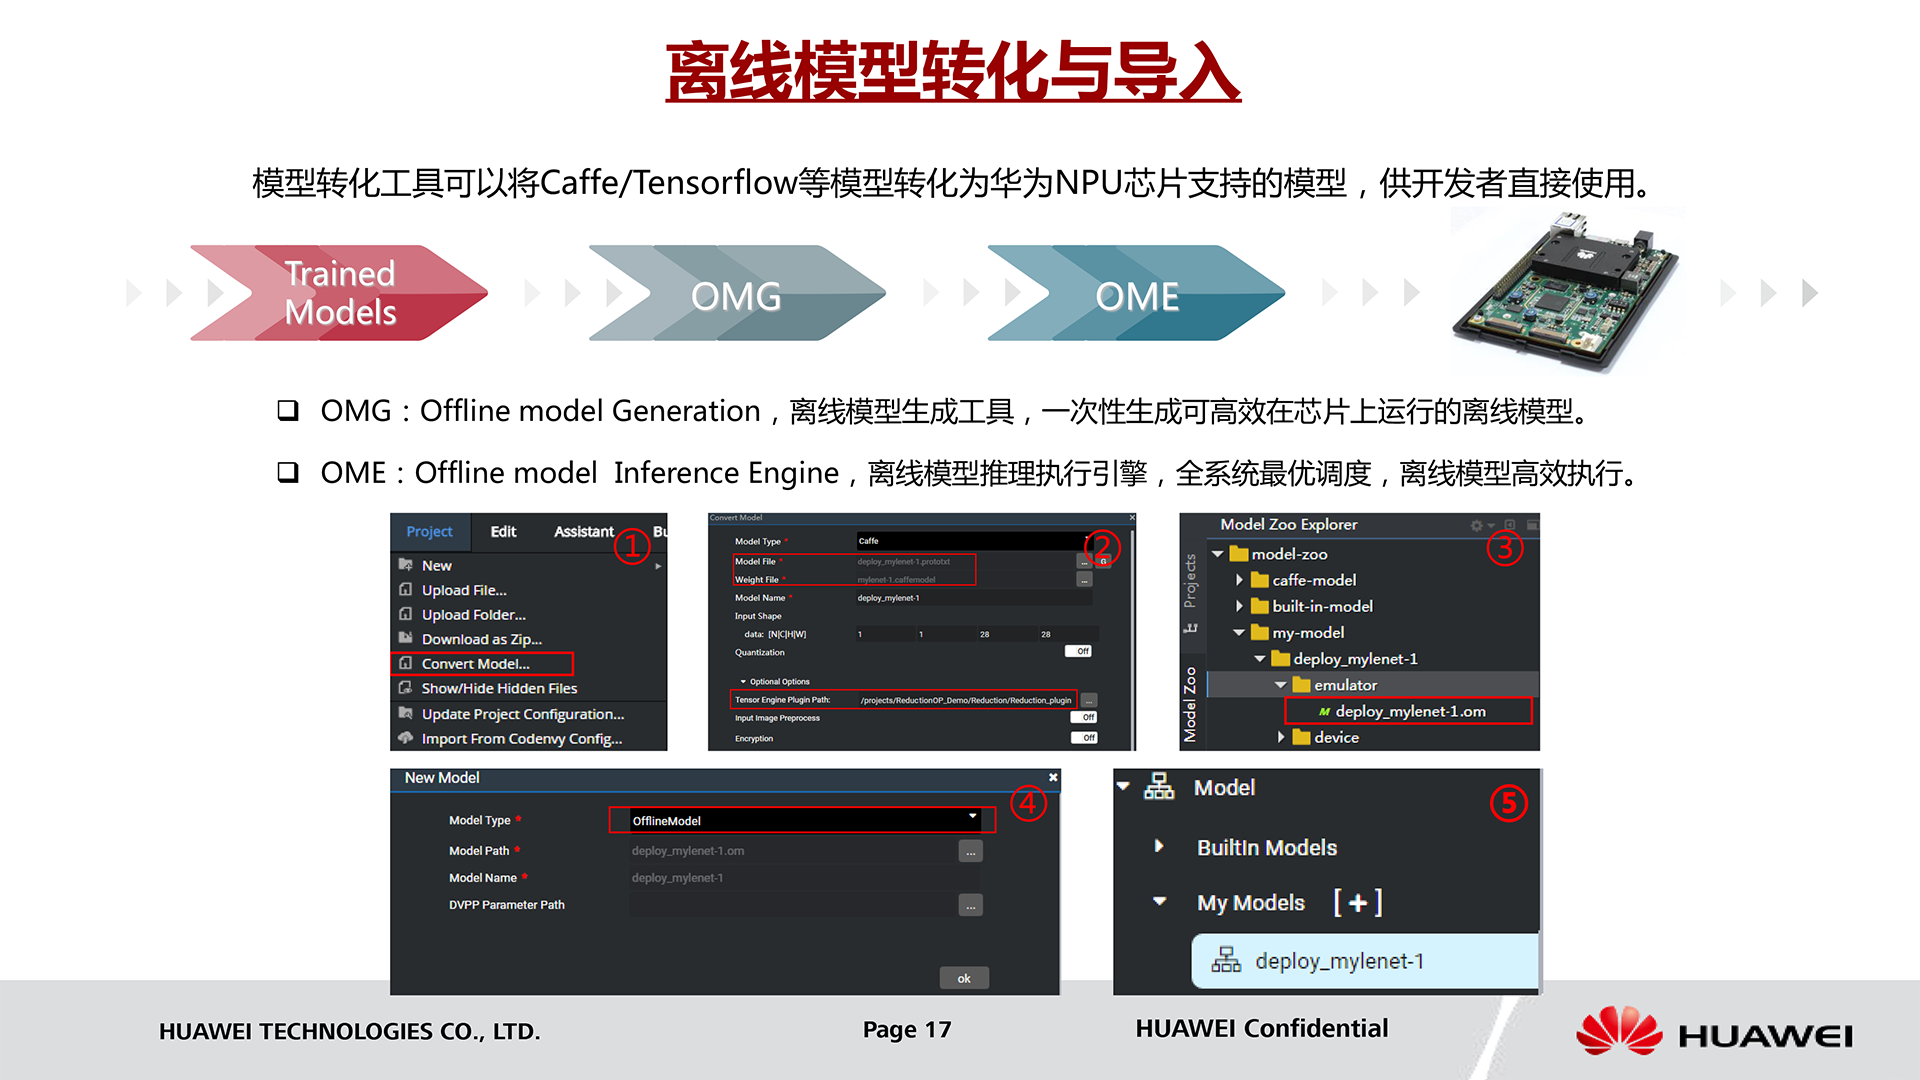 离线模型转化与导入
模型转化工具可以将Caffe/Tensorflow等模型转化为华为NPU芯片支持的模型，供开发者直接使用。
Trained
Models
OMG
OME
❑ OMG：Offline model Generation，离线模型生成工具，一次性生成可高效在芯片上运行的离线模型。
❑ OME：Offline model Inference Engine，离线模型推理执行引擎，全系统最优调度，离线模型高效执行。
Project Edit Assistant Bu
①
New
Upload File...
Upload Folder...
Download as Zip...
Convert Model...
Show/Hide Hidden Files
Update Project Configuration...
Import From Codenvy Config...
Convert Model
②
Model Type * Caffe
Model File * deploy_mylenet-1.prototxt ... G
Weight File * mylenet-1.caffemodel ...
Model Name * deploy_mylenet-1
Input Shape
data: [N|C|H|W] 1 1 28 28
Quantization Off
Optional Options
Tensor Engine Plugin Path: /projects/ReductionOP_Demo/Reduction/Reduction_plugin ...
Input Image Preprocess Off
Encryption Off
Model Zoo Explorer
③
Projects
Model Zoo
model-zoo
caffe-model
built-in-model
my-model
deploy_mylenet-1
emulator
M deploy_mylenet-1.om
device
New Model
④
Model Type * OfflineModel
Model Path * deploy_mylenet-1.om ...
Model Name * deploy_mylenet-1
DVPP Parameter Path ...
ok
Model
⑤
BuiltIn Models
My Models [+]
deploy_mylenet-1
HUAWEI TECHNOLOGIES CO., LTD.
Page 17
HUAWEI Confidential
HUAWEI